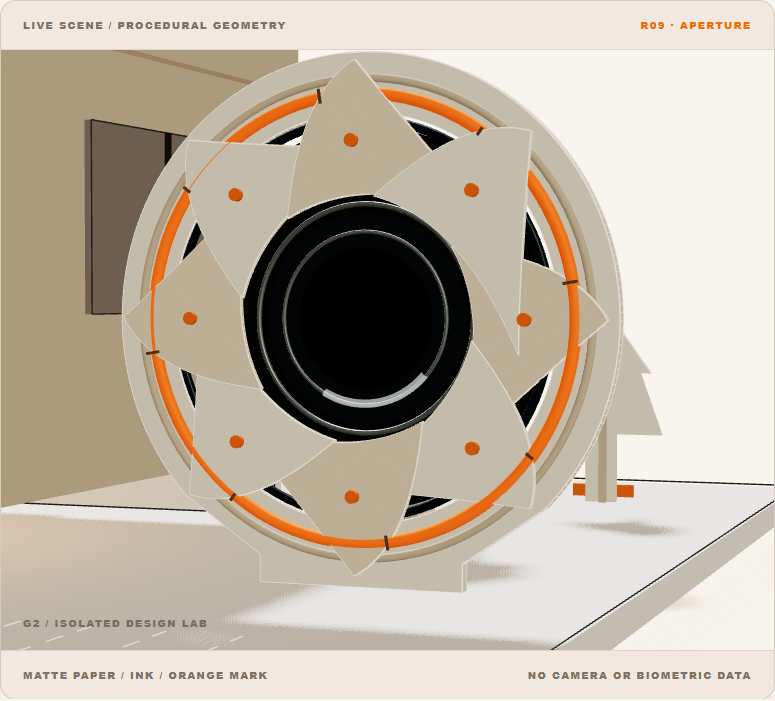 LIVE SCENE / PROCEDURAL GEOMETRY
R09 · APERTURE
G2 / ISOLATED DESIGN LAB
MATTE PAPER / INK / ORANGE MARK
NO CAMERA OR BIOMETRIC DATA